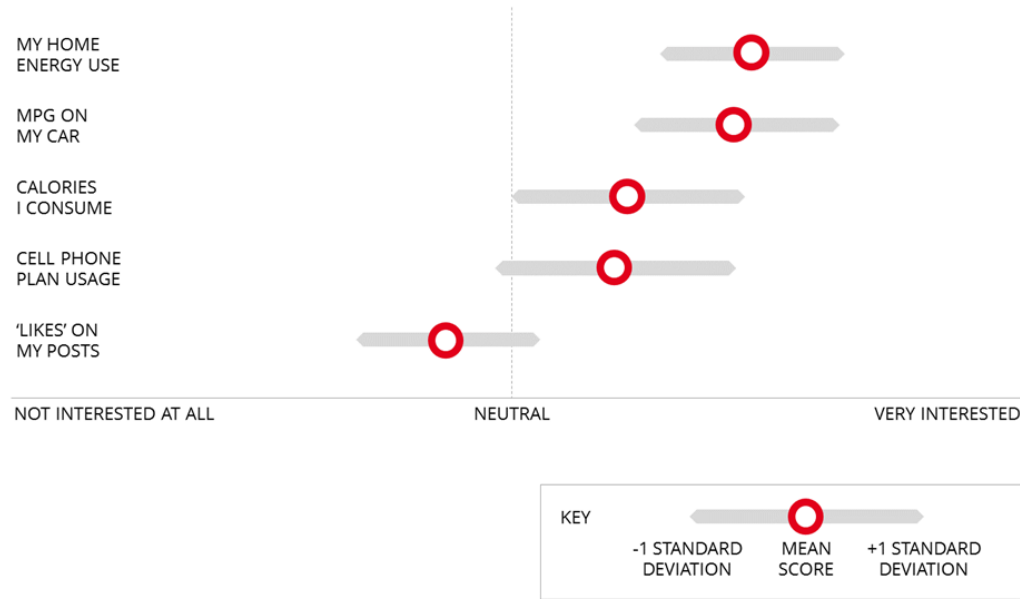 MY HOME
ENERGY USE
MPG ON
MY CAR
CALORIES
I CONSUME
CELL PHONE
PLAN USAGE
‘LIKES’ ON
MY POSTS
NOT INTERESTED AT ALL
NEUTRAL
VERY INTERESTED
KEY
-1 STANDARD
DEVIATION
MEAN
SCORE
+1 STANDARD
DEVIATION